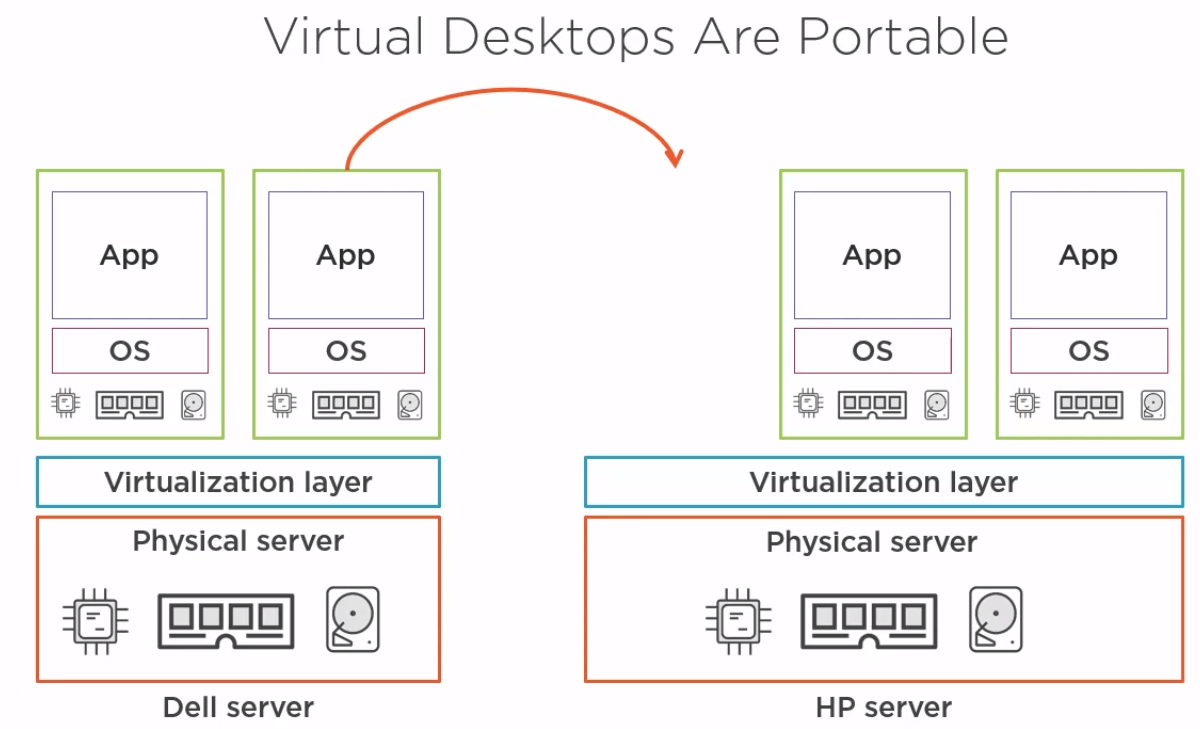 Virtual Desktops Are Portable
App
App
App
App
OS
OS
OS
OS
Virtualization layer
Virtualization layer
Physical server
Physical server
Dell server
HP server